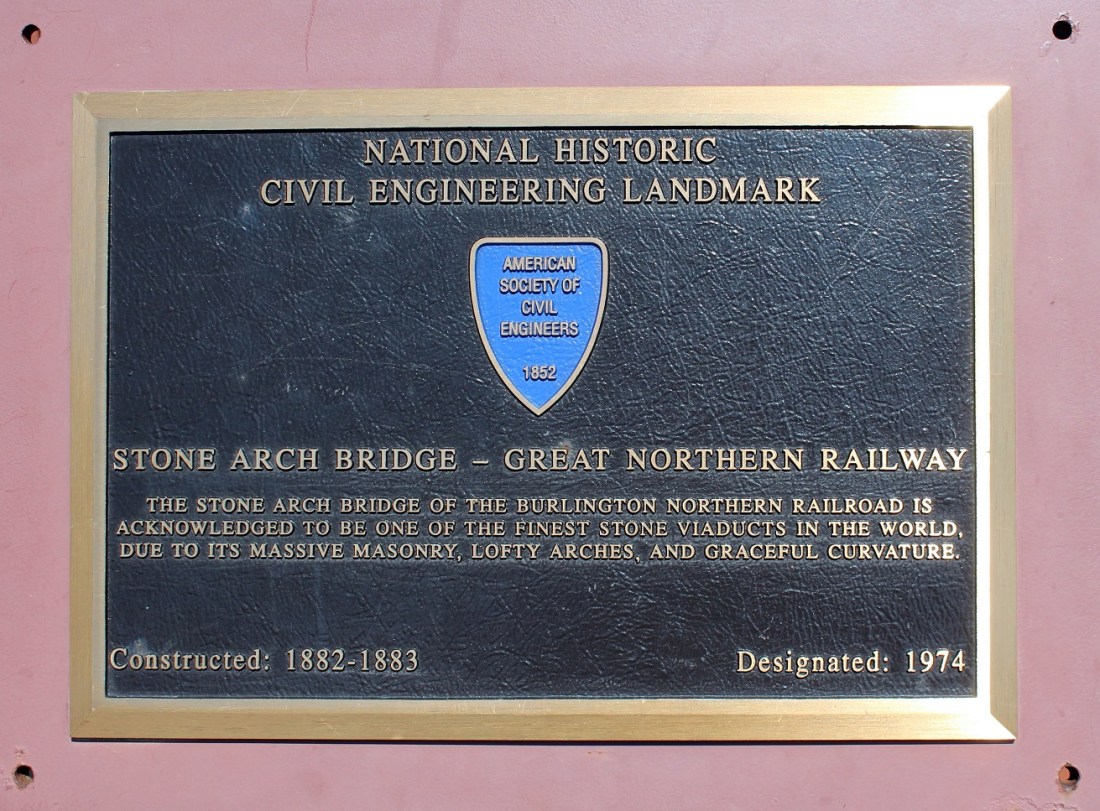 NATIONAL HISTORIC
CIVIL ENGINEERING LANDMARK
AMERICAN
SOCIETY OF
CIVIL
ENGINEERS
1852
STONE ARCH BRIDGE – GREAT NORTHERN RAILWAY
THE STONE ARCH BRIDGE OF THE BURLINGTON NORTHERN RAILROAD IS
ACKNOWLEDGED TO BE ONE OF THE FINEST STONE VIADUCTS IN THE WORLD,
DUE TO ITS MASSIVE MASONRY, LOFTY ARCHES, AND GRACEFUL CURVATURE.
Constructed: 1882-1883 Designated: 1974